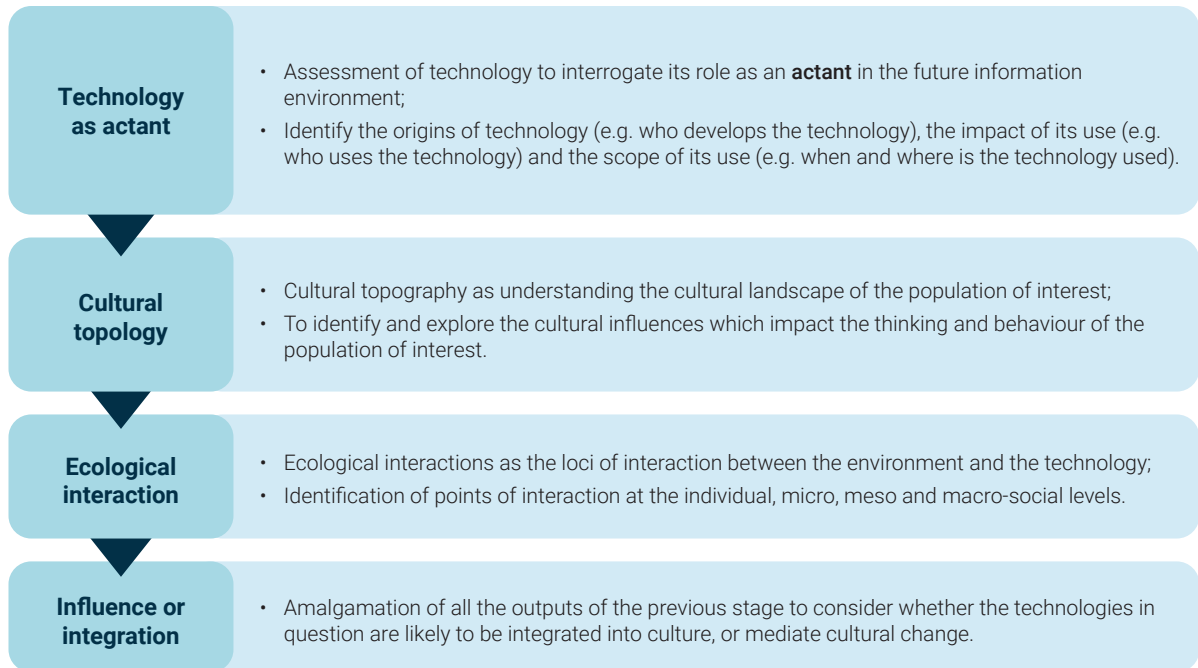 Technology
as actant
• Assessment of technology to interrogate its role as an actant in the future information
environment;
• Identify the origins of technology (e.g. who develops the technology), the impact of its use (e.g.
who uses the technology) and the scope of its use (e.g. when and where is the technology used).
Cultural
topology
• Cultural topography as understanding the cultural landscape of the population of interest;
• To identify and explore the cultural influences which impact the thinking and behaviour of the
population of interest.
Ecological
interaction
• Ecological interactions as the loci of interaction between the environment and the technology;
• Identification of points of interaction at the individual, micro, meso and macro-social levels.
Influence or
integration
• Amalgamation of all the outputs of the previous stage to consider whether the technologies in
question are likely to be integrated into culture, or mediate cultural change.